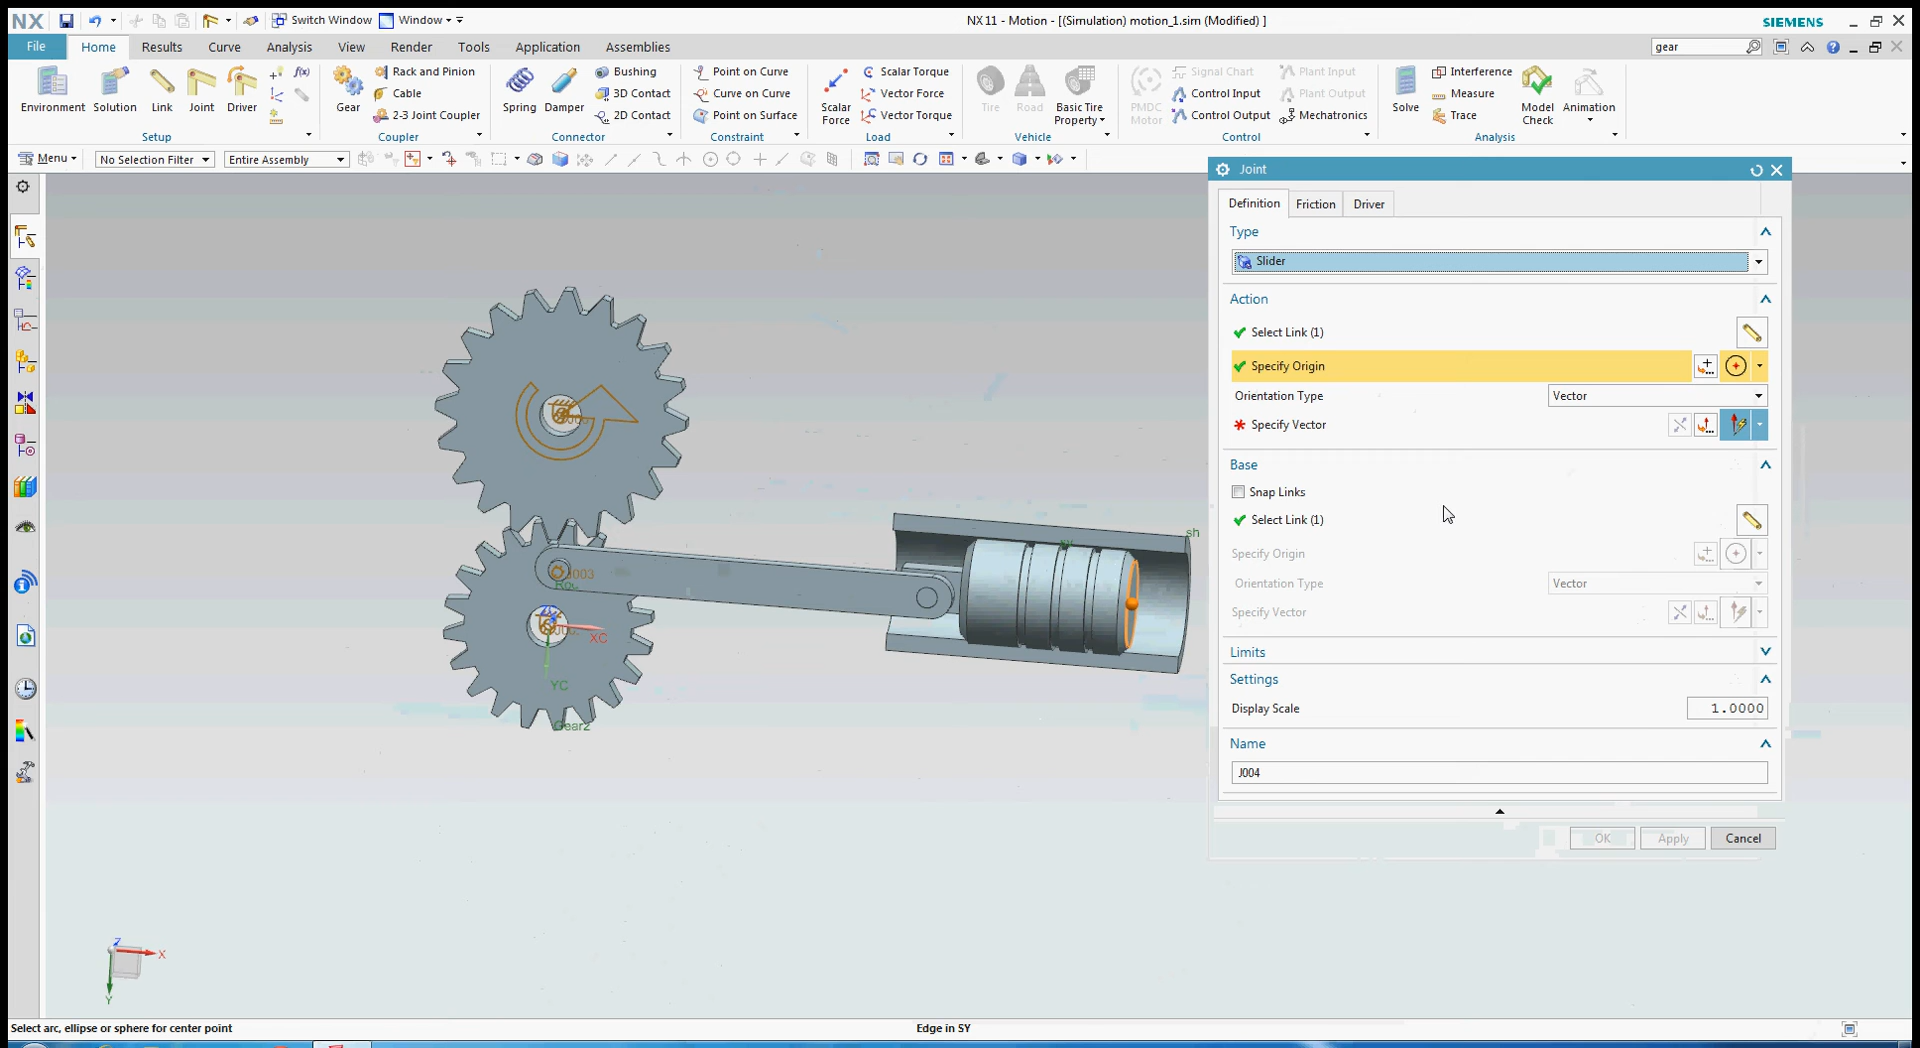 NX
Switch Window
Window
NX 11 - Motion - [(Simulation) motion_1.sim (Modified) ]
SIEMENS
File
Home
Results
Curve
Analysis
View
Render
Tools
Application
Assemblies
gear
Environment
Solution
Link
Joint
Driver
f(x)
Setup
Gear
Rack and Pinion
Cable
2-3 Joint Coupler
Coupler
Spring
Damper
Bushing
3D Contact
2D Contact
Connector
Point on Curve
Curve on Curve
Point on Surface
Constraint
Scalar Force
Scalar Torque
Vector Force
Vector Torque
Load
Tire
Road
Basic Tire Property
Vehicle
PMDC Motor
Signal Chart
Control Input
Control Output
Plant Input
Plant Output
Mechatronics
Control
Solve
Interference
Measure
Trace
Model Check
Animation
Analysis
Menu
No Selection Filter
Entire Assembly
Joint
Definition
Friction
Driver
Type
Slider
Action
Select Link (1)
Specify Origin
Orientation Type
Vector
Specify Vector
Base
Snap Links
Select Link (1)
Specify Origin
Orientation Type
Vector
Specify Vector
Limits
Settings
Display Scale
1.0000
Name
J004
OK
Apply
Cancel
sh
J003
XC
YC
Gear2
Z
X
Y
Select arc, ellipse or sphere for center point
Edge in SY